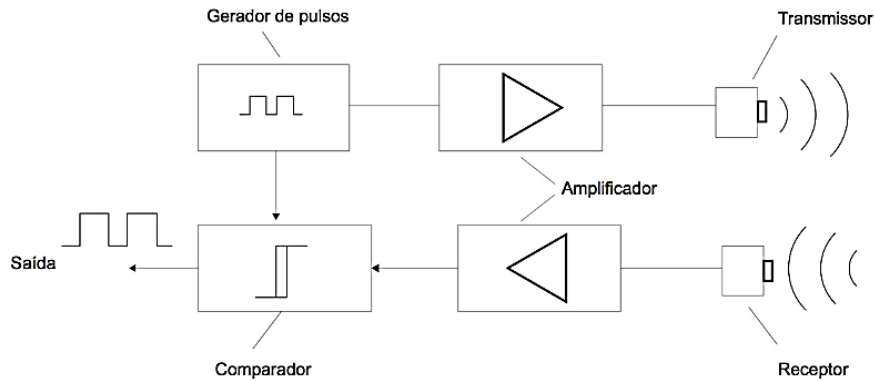 Gerador de pulsos
Transmissor
Amplificador
Saída
Comparador
Receptor